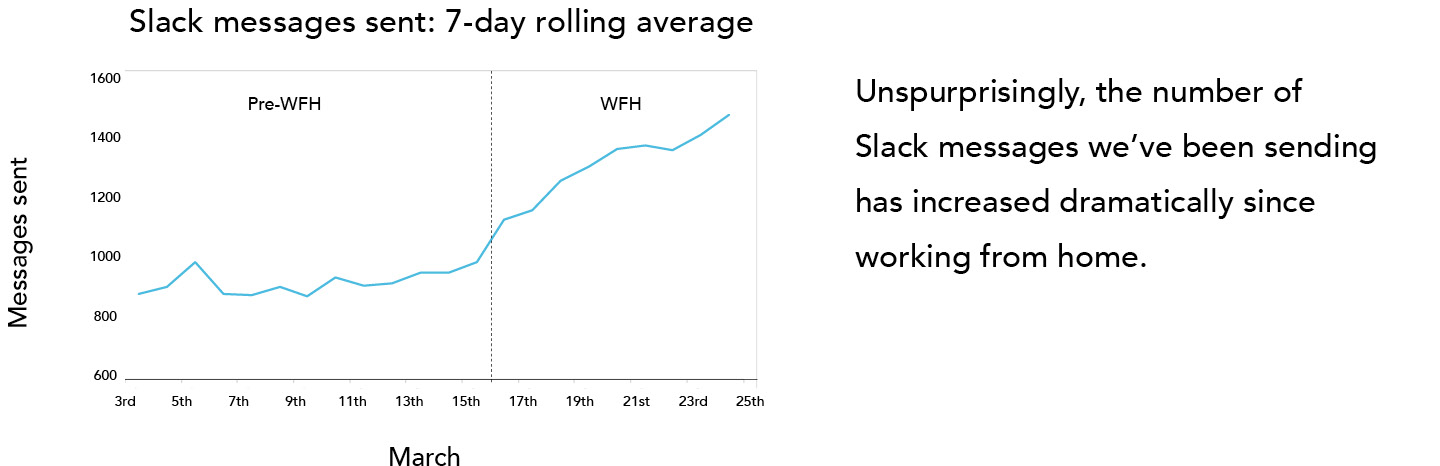 Slack messages sent: 7-day rolling average
1600
1400
1200
1000
800
600
Messages sent
Pre-WFH
WFH
3rd 5th 7th 9th 11th 13th 15th 17th 19th 21st 23rd 25th
March
Unspurprisingly, the number of
Slack messages we’ve been sending
has increased dramatically since
working from home.